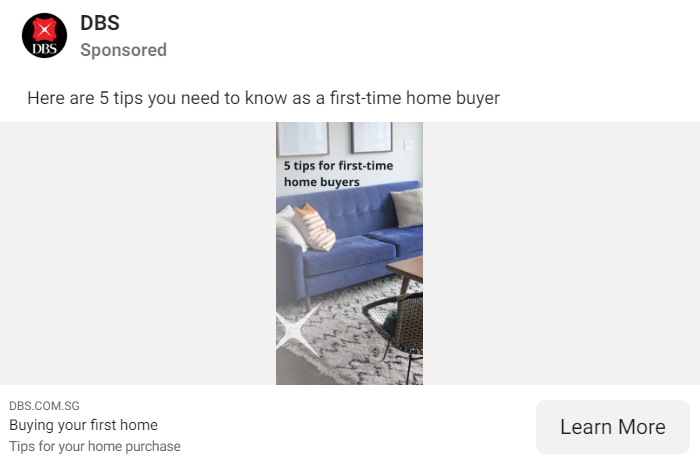 DBS
DBS
Sponsored
Here are 5 tips you need to know as a first-time home buyer
5 tips for first-time
home buyers
DBS.COM.SG
Buying your first home
Tips for your home purchase
Learn More